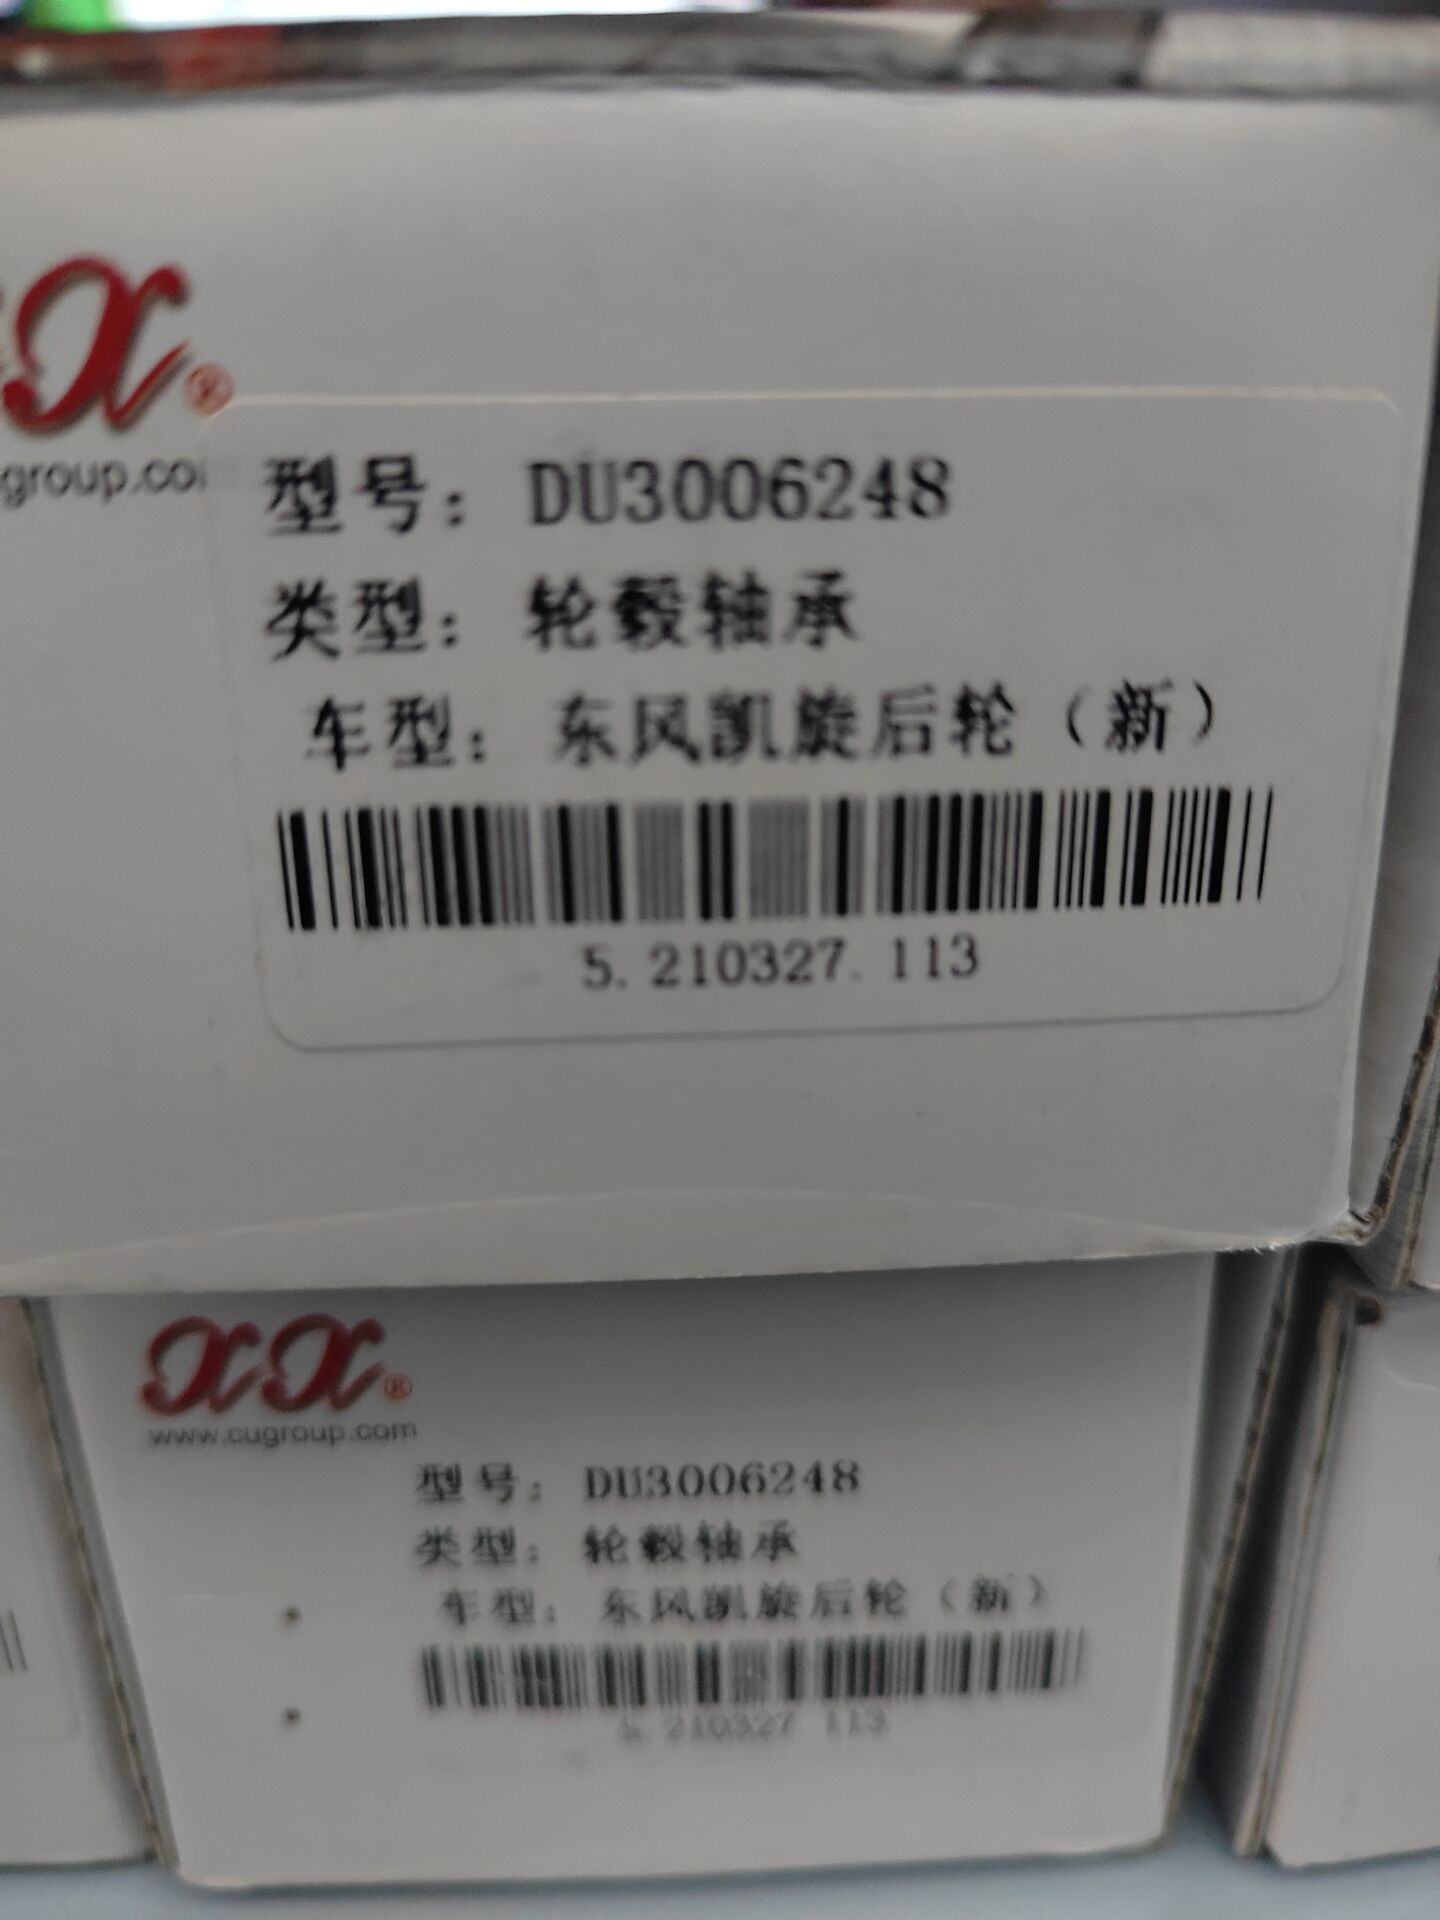 X®
group.co
型号: DU3006248
类型: 轮毂轴承
车型: 东风凯旋后轮（新）
5. 210327. 113
XX®
www.cugroup.com
型号: DU3006248
类型: 轮毂轴承
车型: 东风凯旋后轮（新）
5. 210327. 113